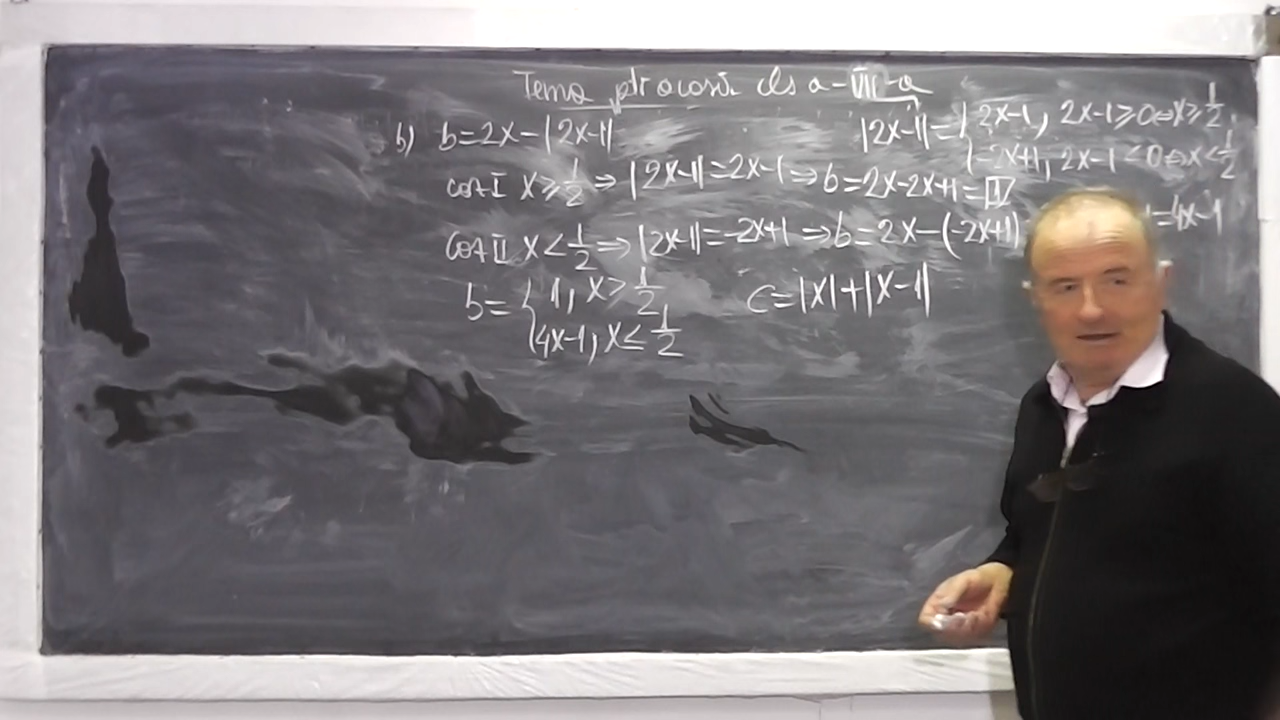 Tema ptr acasă cls a-VII-a
b) b=2x-|2x-1|
|2x-1|={2x-1, 2x-1≥0⇔x≥1/2
{-2x+1, 2x-1<0⇔x<1/2
caz I x≥1/2 ⇒ |2x-1|=2x-1 ⇒ b=2x-2x+1=1
caz II x<1/2 ⇒ |2x-1|=-2x+1 ⇒ b=2x-(-2x+1) =4x-1
b={1, x>1/2
{4x-1, x≤1/2
c=|x|+|x-1|